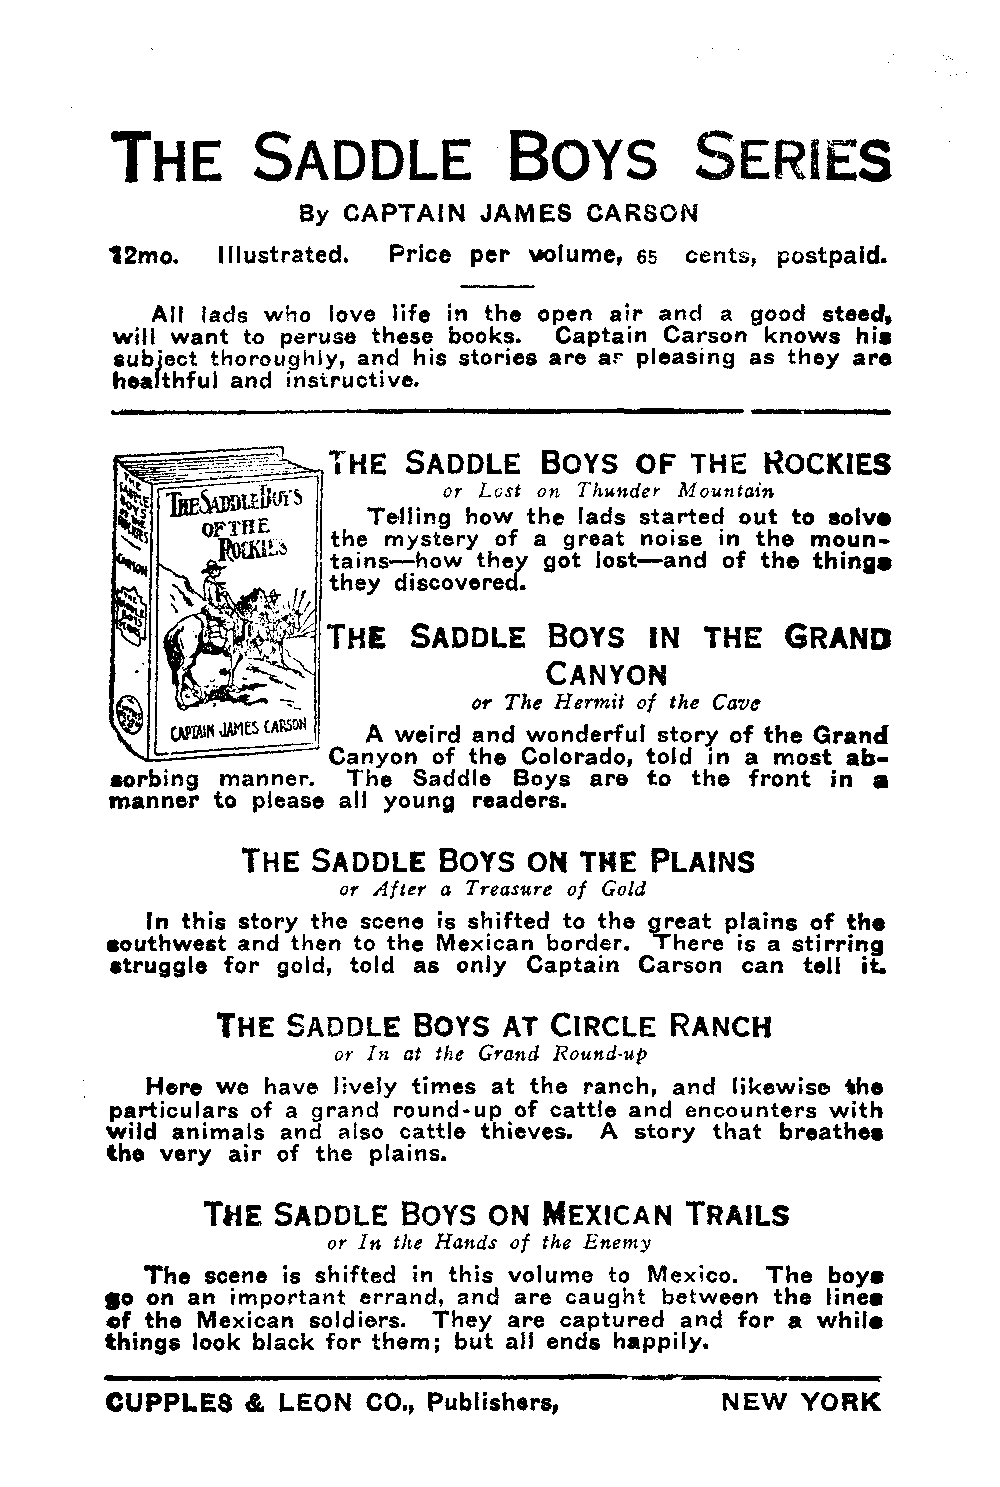 THE SADDLE BOYS SERIES
By CAPTAIN JAMES CARSON
12mo. Illustrated. Price per volume, 65 cents, postpaid.
All lads who love life in the open air and a good steed,
will want to peruse these books. Captain Carson knows his
subject thoroughly, and his stories are as pleasing as they are
healthful and instructive.
THE SADDLE BOYS
OF THE
ROCKIES
CAPTAIN JAMES CARSON
THE SADDLE BOYS OF THE ROCKIES
or Lost on Thunder Mountain
Telling how the lads started out to solve
the mystery of a great noise in the moun-
tains—how they got lost—and of the things
they discovered.
THE SADDLE BOYS IN THE GRAND
CANYON
or The Hermit of the Cave
A weird and wonderful story of the Grand
Canyon of the Colorado, told in a most ab-
sorbing manner. The Saddle Boys are to the front in a
manner to please all young readers.
THE SADDLE BOYS ON THE PLAINS
or After a Treasure of Gold
In this story the scene is shifted to the great plains of the
southwest and then to the Mexican border. There is a stirring
struggle for gold, told as only Captain Carson can tell it.
THE SADDLE BOYS AT CIRCLE RANCH
or In at the Grand Round-up
Here we have lively times at the ranch, and likewise the
particulars of a grand round-up of cattle and encounters with
wild animals and also cattle thieves. A story that breathes
the very air of the plains.
THE SADDLE BOYS ON MEXICAN TRAILS
or In the Hands of the Enemy
The scene is shifted in this volume to Mexico. The boys
go on an important errand, and are caught between the lines
of the Mexican soldiers. They are captured and for a while
things look black for them; but all ends happily.
CUPPLES & LEON CO., Publishers, NEW YORK